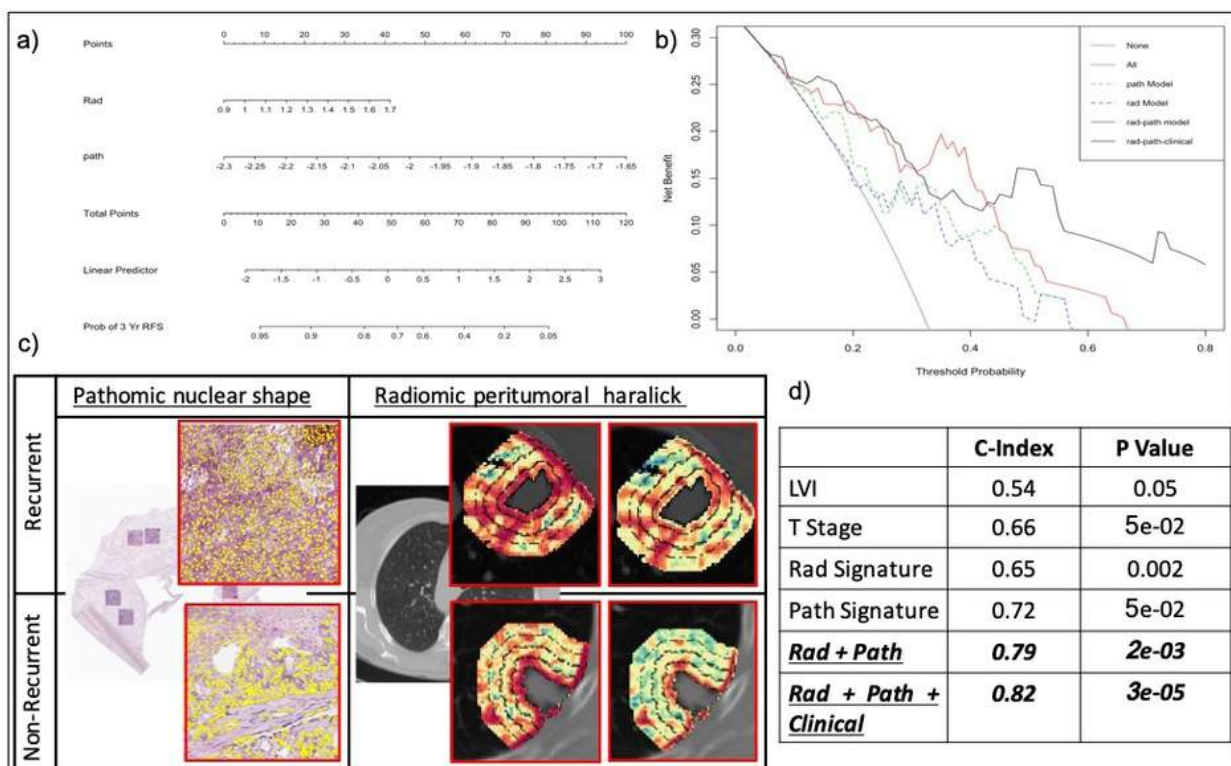 a)
Points
0 10 20 30 40 50 60 70 80 90 100
Rad
0.9 1 1.1 1.2 1.3 1.4 1.5 1.6 1.7
path
-2.3 -2.25 -2.2 -2.15 -2.1 -2.05 -2 -1.95 -1.9 -1.85 -1.8 -1.75 -1.7 -1.65
Total Points
0 10 20 30 40 50 60 70 80 90 100 110 120
Linear Predictor
-2 -1.5 -1 -0.5 0 0.5 1 1.5 2 2.5 3
Prob of 3 Yr RFS
0.95 0.9 0.8 0.7 0.6 0.4 0.2 0.05
b)
Net Benefit
0.30
0.25
0.20
0.15
0.10
0.05
0.00
0.0 0.2 0.4 0.6 0.8
Threshold Probability
None
All
path Model
rad Model
rad-path model
rad-path-clinical
c)
Pathomic nuclear shape Radiomic peritumoral haralick
Recurrent
Non-Recurrent
d)
C-Index P Value
LVI 0.54 0.05
T Stage 0.66 5e-02
Rad Signature 0.65 0.002
Path Signature 0.72 5e-02
Rad + Path 0.79 2e-03
Rad + Path + 0.82 3e-05
Clinical